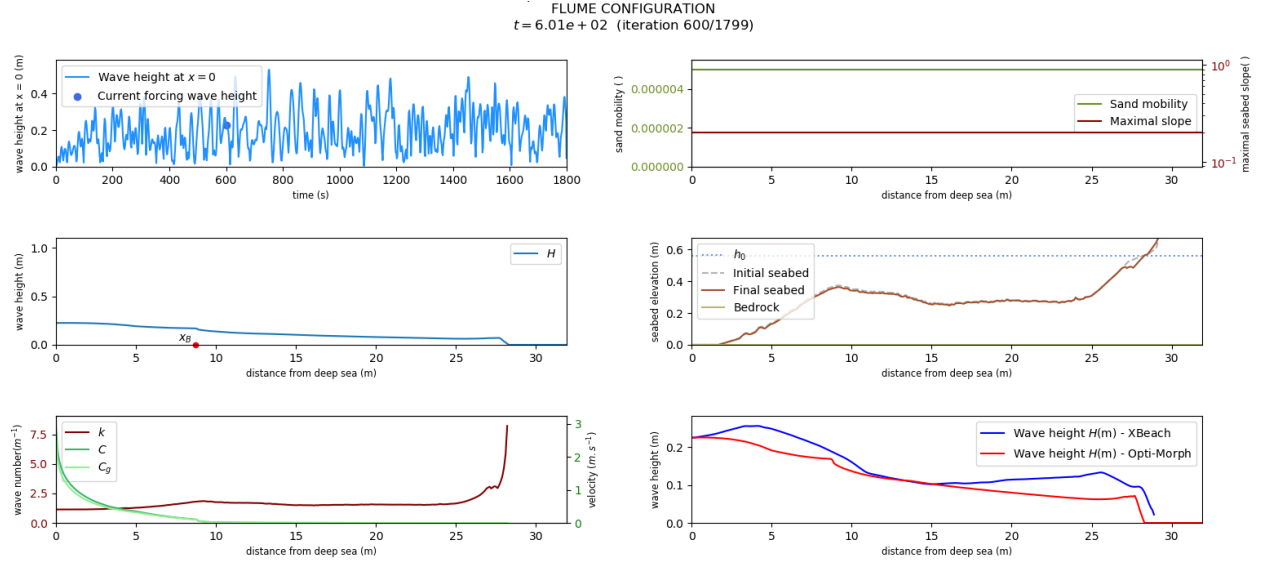 FLUME CONFIGURATION
t = 6.01e + 02 (iteration 600/1799)
wave height at x = 0 (m)
0.4
0.2
0.0
Wave height at x = 0
Current forcing wave height
0 200 400 600 800 1000 1200 1400 1600 1800
time (s)
sand mobility ( )
0.000004
0.000002
0.000000
Sand mobility
Maximal slope
10⁰
10⁻¹
maximal seabed slope( )
0 5 10 15 20 25 30
distance from deep sea (m)
wave height (m)
1.0
0.5
0.0
H
x_B
0 5 10 15 20 25 30
distance from deep sea (m)
seabed elevation (m)
0.6
0.4
0.2
0.0
h₀
Initial seabed
Final seabed
Bedrock
0 5 10 15 20 25 30
distance from deep sea (m)
wave number(m⁻¹)
7.5
5.0
2.5
0.0
k
C
C_g
3
2
1
0
velocity (m.s⁻¹)
0 5 10 15 20 25 30
distance from deep sea (m)
wave height (m)
0.2
0.1
0.0
Wave height H(m) - XBeach
Wave height H(m) - Opti-Morph
0 5 10 15 20 25 30
distance from deep sea (m)